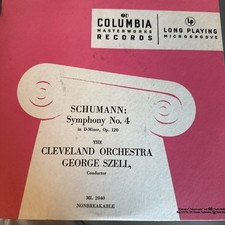 COLUMBIA
MASTERWORKS
RECORDS
LP
LONG PLAYING
MICROGROOVE
SCHUMANN:
Symphony No. 4
in D-Minor, Op. 120
THE
CLEVELAND ORCHESTRA
GEORGE SZELL,
Conductor
ML 2040
NONBREAKABLE